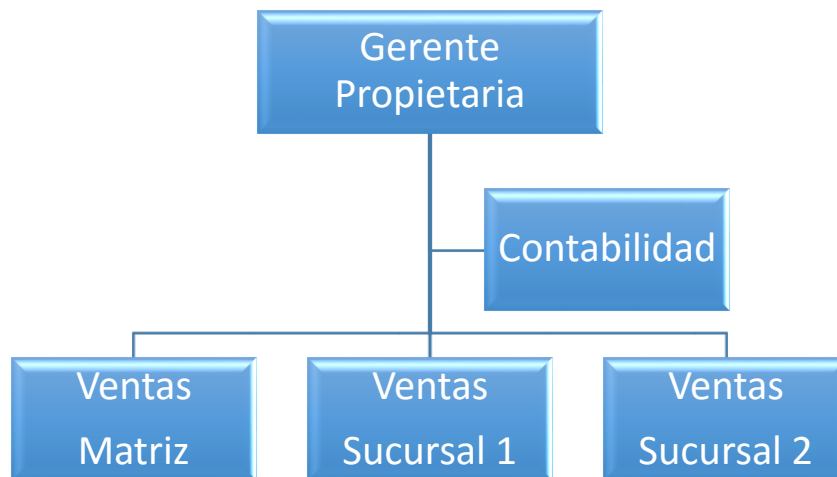 Gerente
Propietaria
Contabilidad
Ventas
Matriz
Ventas
Sucursal 1
Ventas
Sucursal 2